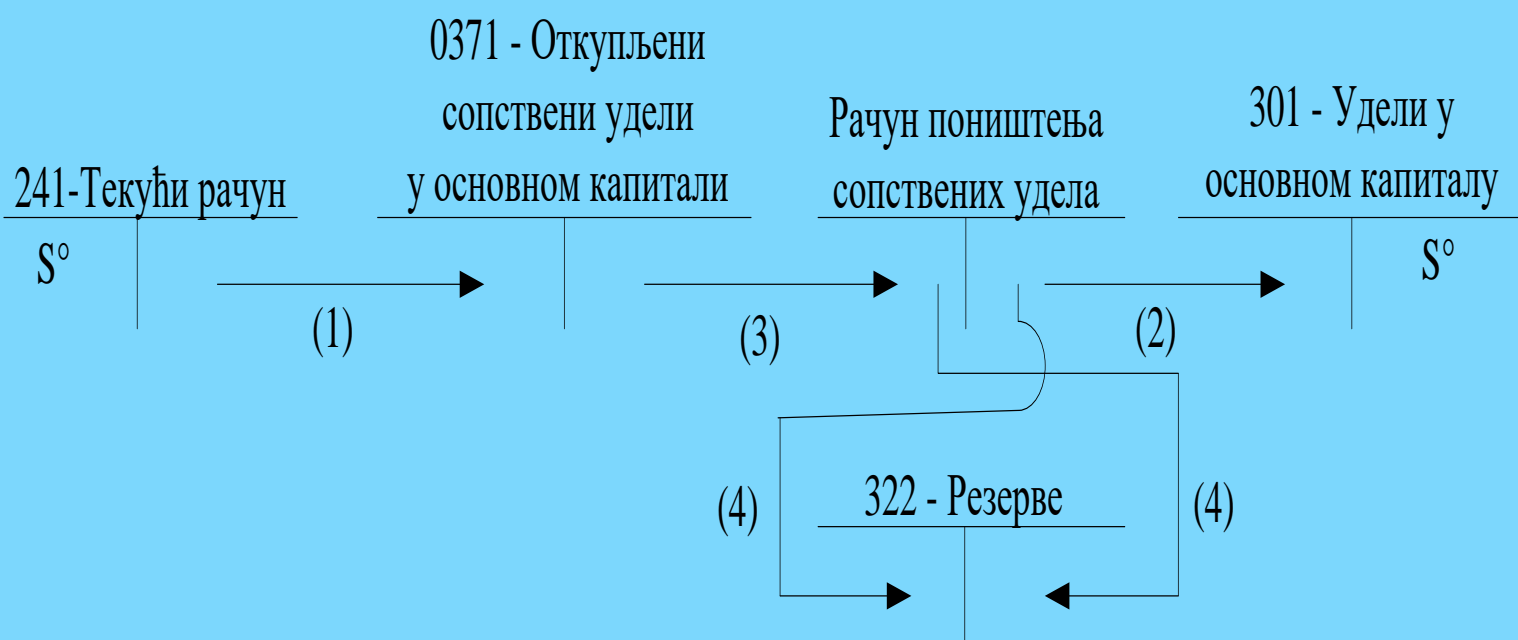 241-Текући рачун
0371 - Откупљени
сопствени удели
у основном капитали
Рачун поништења
сопствених удела
301 - Удели у
основном капиталу
S°
S°
(1)
(3)
(2)
(4)
322 - Резерве
(4)